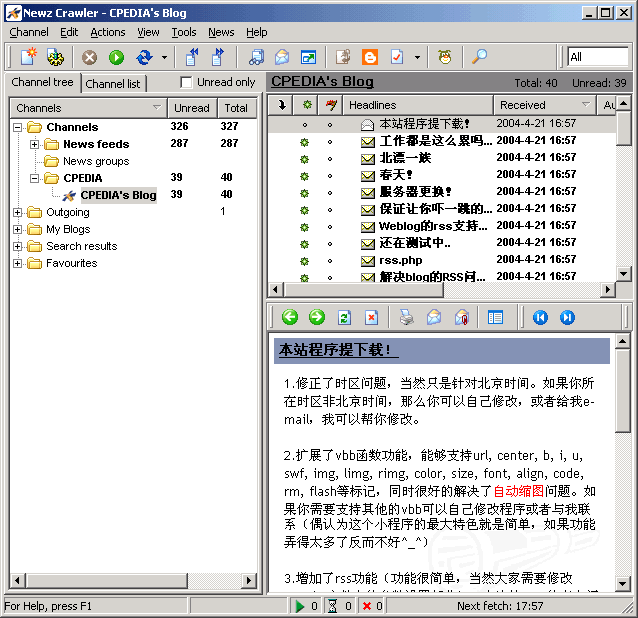 Newz Crawler - CPEDIA's Blog
Channel Edit Actions View Tools News Help
All
Channel tree Channel list Unread only
Channels Unread Total
Channels 326 327
News feeds 287 287
News groups
CPEDIA 39 40
CPEDIA's Blog 39 40
Outgoing 1
My Blogs
Search results
Favourites
CPEDIA's Blog Total: 40 Unread: 39
Headlines Received Au
本站程序提下载! 2004-4-21 16:57
工作都是这么累吗... 2004-4-21 16:57
北漂一族 2004-4-21 16:57
春天! 2004-4-21 16:57
服务器更换! 2004-4-21 16:57
保证让你吓一跳的... 2004-4-21 16:57
Weblog的rss支持... 2004-4-21 16:57
还在测试中.. 2004-4-21 16:57
rss.php 2004-4-21 16:57
解决blog的RSS问... 2004-4-21 16:57
本站程序提下载!
1.修正了时区问题，当然只是针对北京时间。如果你所
在时区非北京时间，那么你可以自己修改，或者给我e-
mail，我可以帮你修改。
2.扩展了vbb函数功能，能够支持url, center, b, i, u,
swf, img, limg, rimg, color, size, font, align, code,
rm, flash等标记，同时很好的解决了自动缩图问题。如
果你需要支持其他的vbb可以自己修改程序或者与我联
系（偶认为这个小程序的最大特色就是简单，如果功能
弄得太多了反而不好^_^）
3.增加了rss功能（功能很简单，当然大家需要修改
For Help, press F1 0 0 0 Next fetch: 17:57